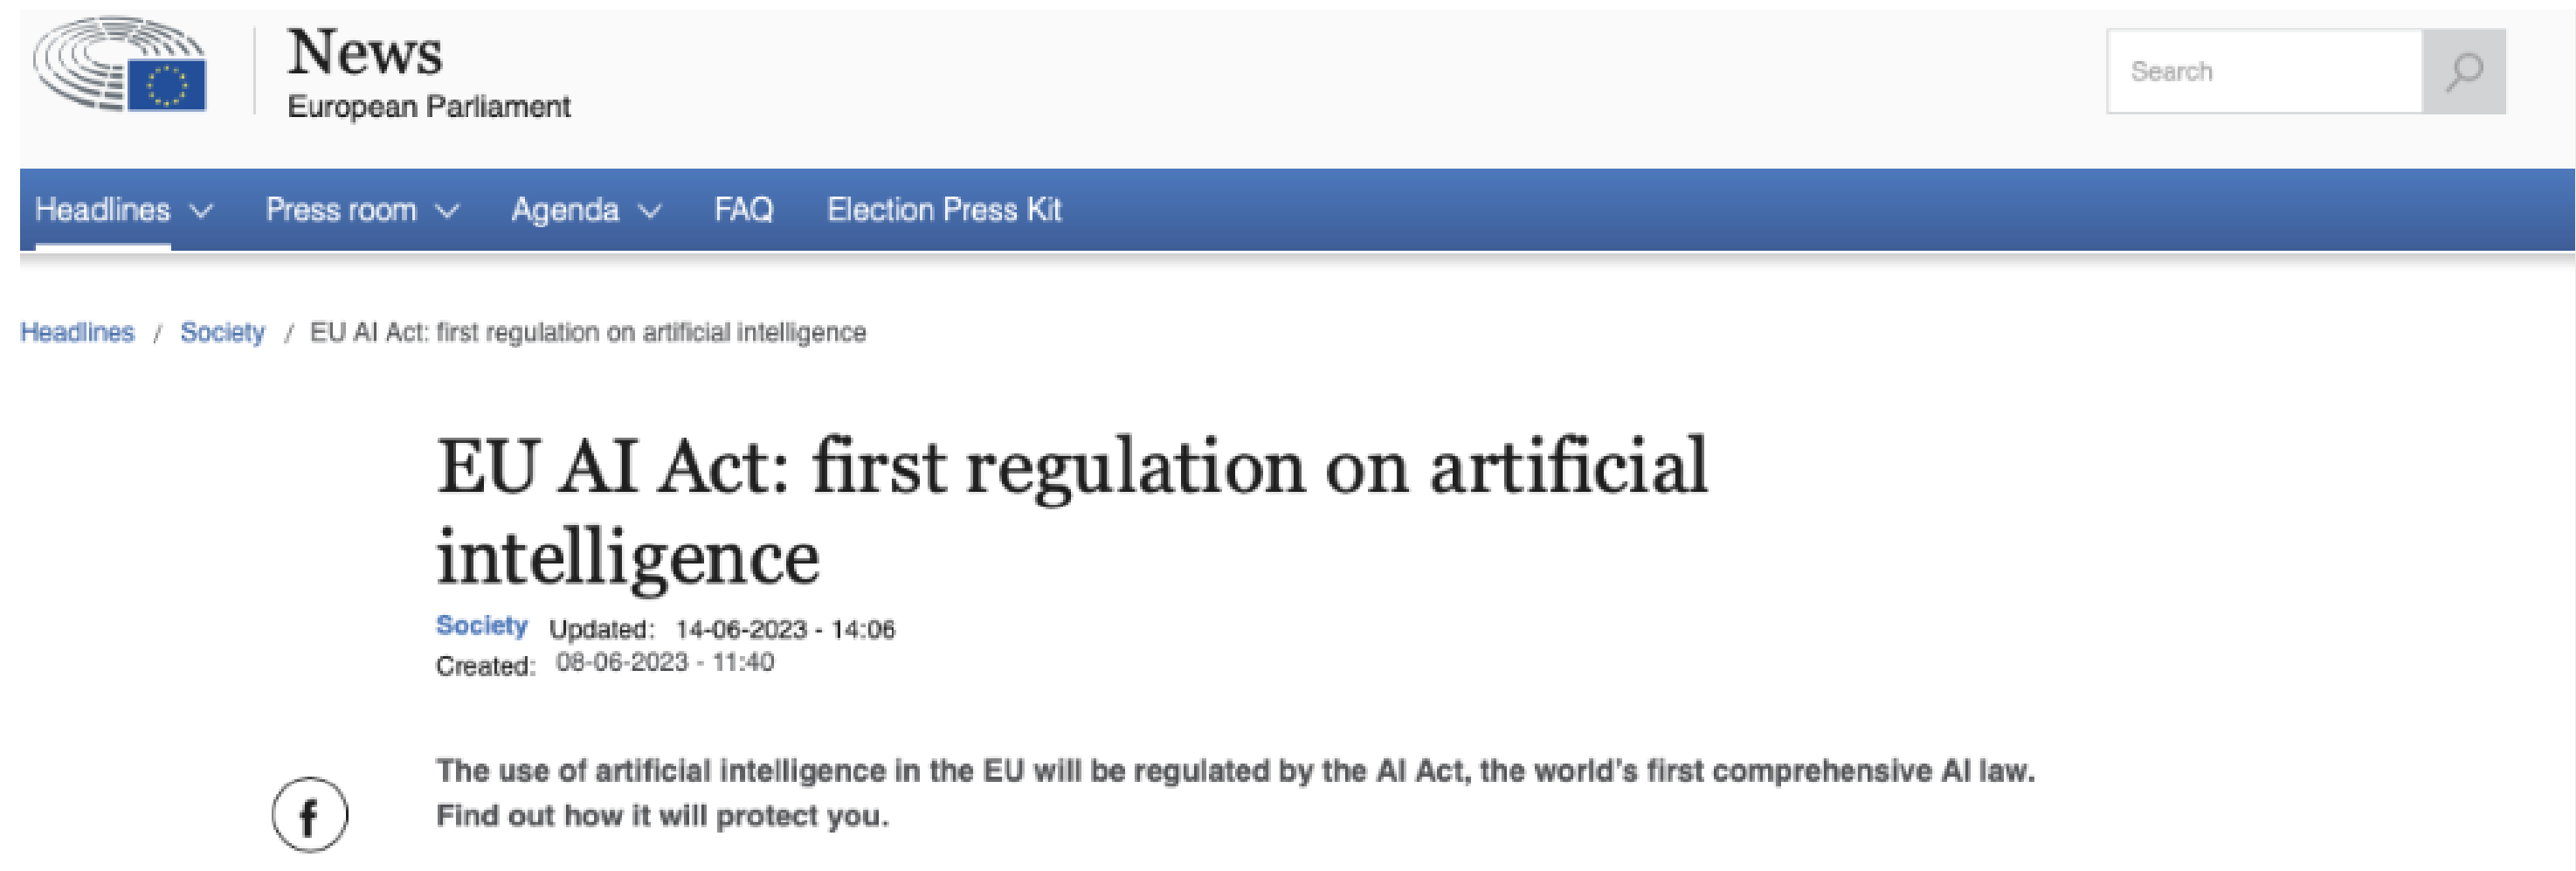 News
European Parliament
Search
Headlines Press room Agenda FAQ Election Press Kit
Headlines / Society / EU AI Act: first regulation on artificial intelligence
EU AI Act: first regulation on artificial
intelligence
Society Updated: 14-06-2023 - 14:06
Created: 08-06-2023 - 11:40
The use of artificial intelligence in the EU will be regulated by the AI Act, the world's first comprehensive AI law.
Find out how it will protect you.
f